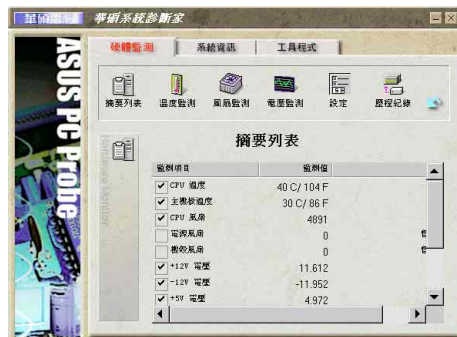 華碩電腦 華碩系統診斷家
ASUS PC Probe
硬體監測 系統資訊 工具程式
摘要列表 溫度監測 風扇監測 電壓監測 設定 歷程紀錄
Hardware Monitor
摘要列表
監測項目 監測值
CPU 溫度 40 C/ 104 F
主機板溫度 30 C/ 86 F
CPU 風扇 4891
電源風扇 0
機殼風扇 0
+12V 電壓 11.612
-12V 電壓 -11.952
+5V 電壓 4.972